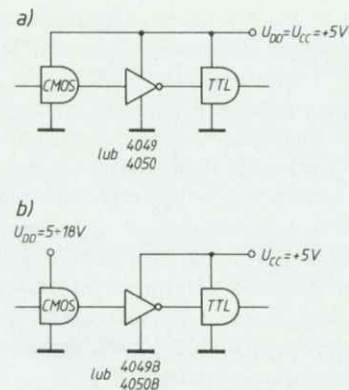 a)
U_DD=U_CC=+5V
CMOS
TTL
lub 4049
4050
b)
U_DD=5÷18V
U_CC=+5V
CMOS
TTL
lub 4049B
4050B